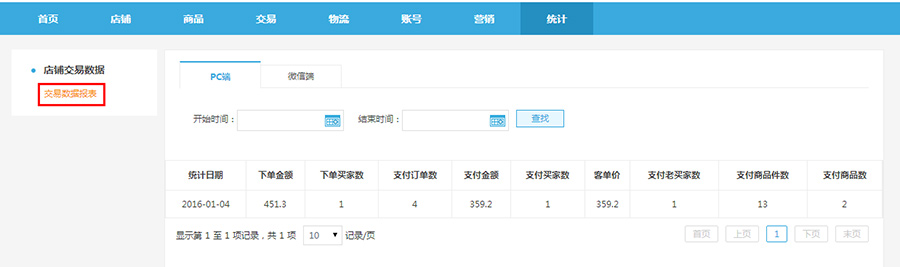 首页 店铺 商品 交易 物流 账号 营销 统计
店铺交易数据
交易数据报表
PC端 微信端
开始时间： 结束时间： 查找
统计日期 下单金额 下单买家数 支付订单数 支付金额 支付买家数 客单价 支付老买家数 支付商品件数 支付商品数
2016-01-04 451.3 1 4 359.2 1 359.2 1 13 2
显示第 1 至 1 项记录，共 1 项 10 记录/页 首页 上页 1 下页 末页